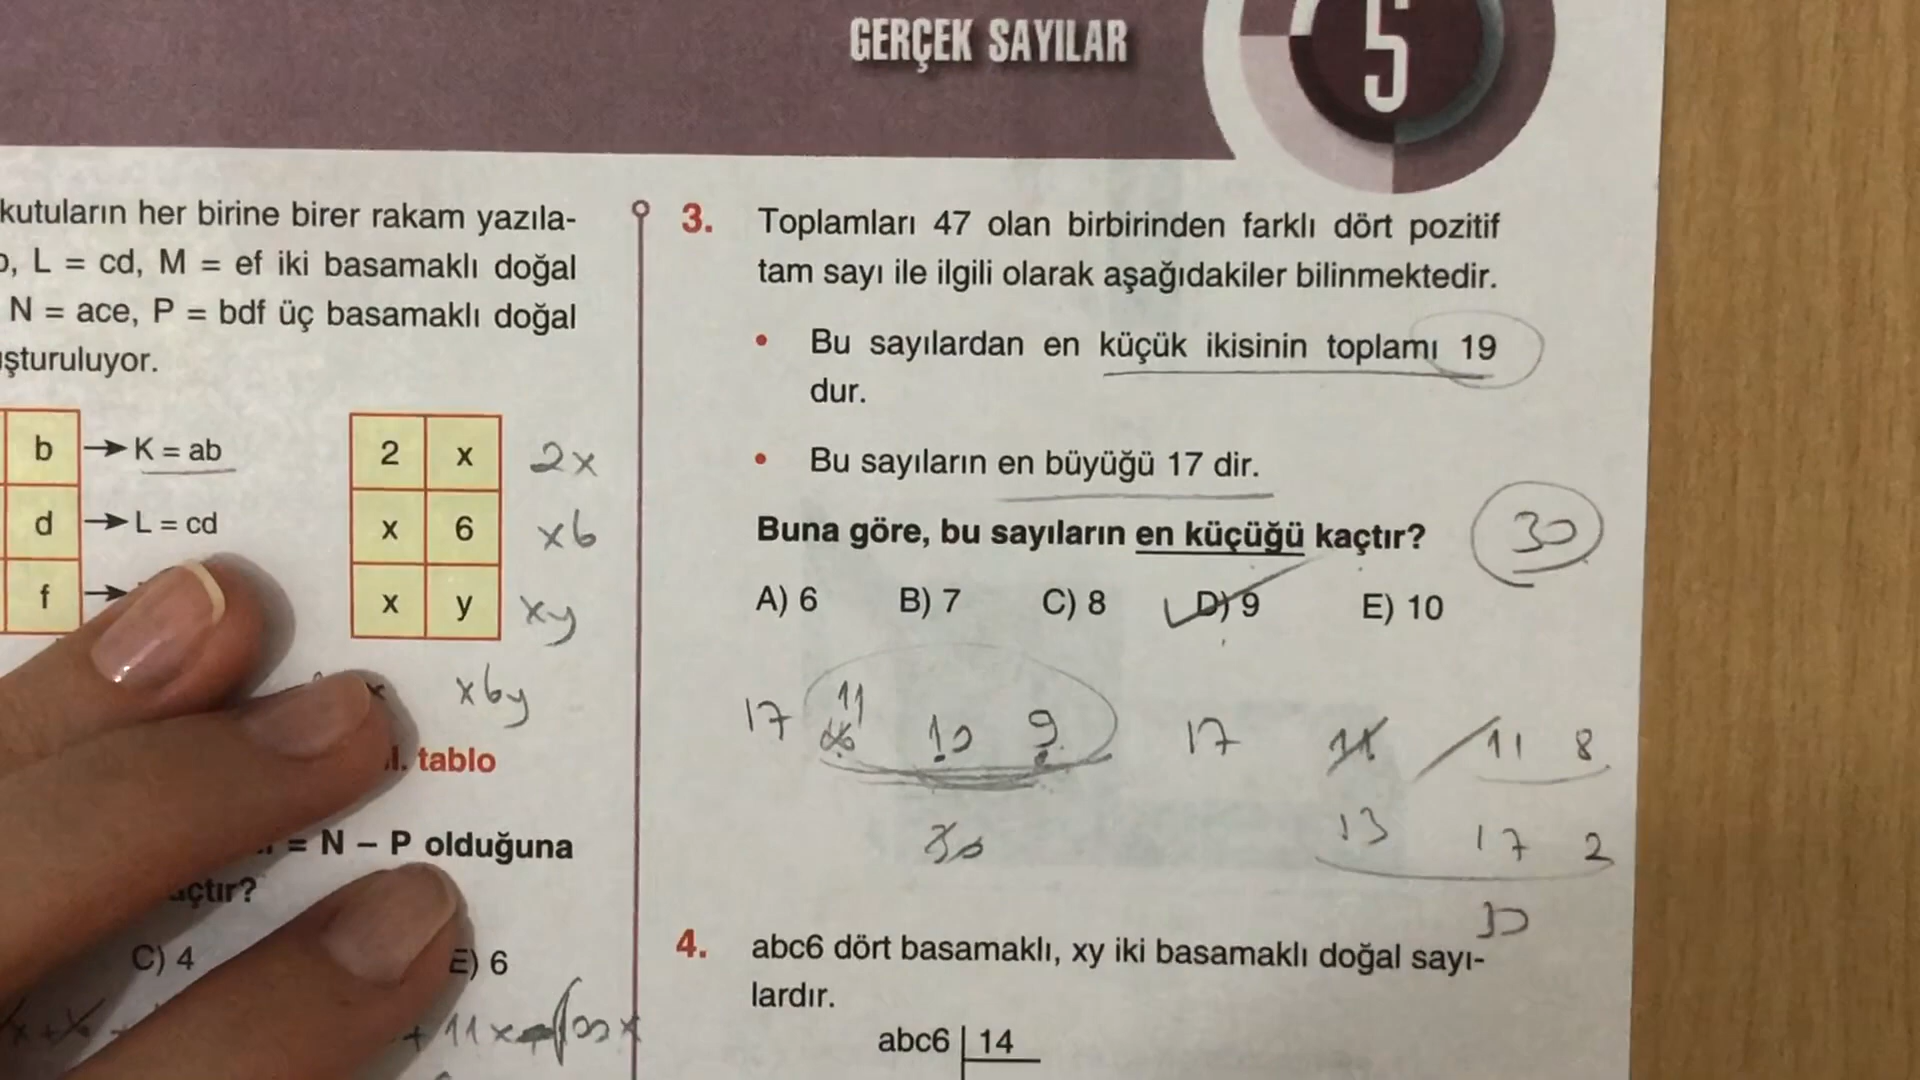 GERÇEK SAYILAR
5
kutuların her birine birer rakam yazıla-
L = cd, M = ef iki basamaklı doğal
N = ace, P = bdf üç basamaklı doğal
şturuluyor.
b → K = ab
d → L = cd
f →
2 x 2x
x 6 x6
x y xy
x6y
tablo
= N – P olduğuna
çtır?
C) 4
E) 6
3. Toplamları 47 olan birbirinden farklı dört pozitif
tam sayı ile ilgili olarak aşağıdakiler bilinmektedir.
• Bu sayılardan en küçük ikisinin toplamı 19
dur.
• Bu sayıların en büyüğü 17 dir.
Buna göre, bu sayıların en küçüğü kaçtır?
30
A) 6 B) 7 C) 8 D) 9 E) 10
17 11 10 9
17 11 8
13 17 2
30
4. abc6 dört basamaklı, xy iki basamaklı doğal sayı-
lardır.
abc6 | 14